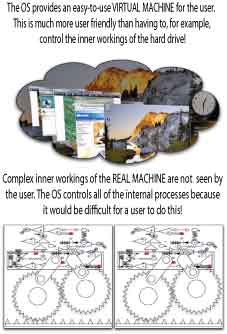 The OS provides an easy-to-use VIRTUAL MACHINE for the user.
This is much more user friendly than having to, for example,
control the inner workings of the hard drive!
Complex inner workings of the REAL MACHINE are not seen by
the user. The OS controls all of the internal processes because
it would be difficult for a user to do this!